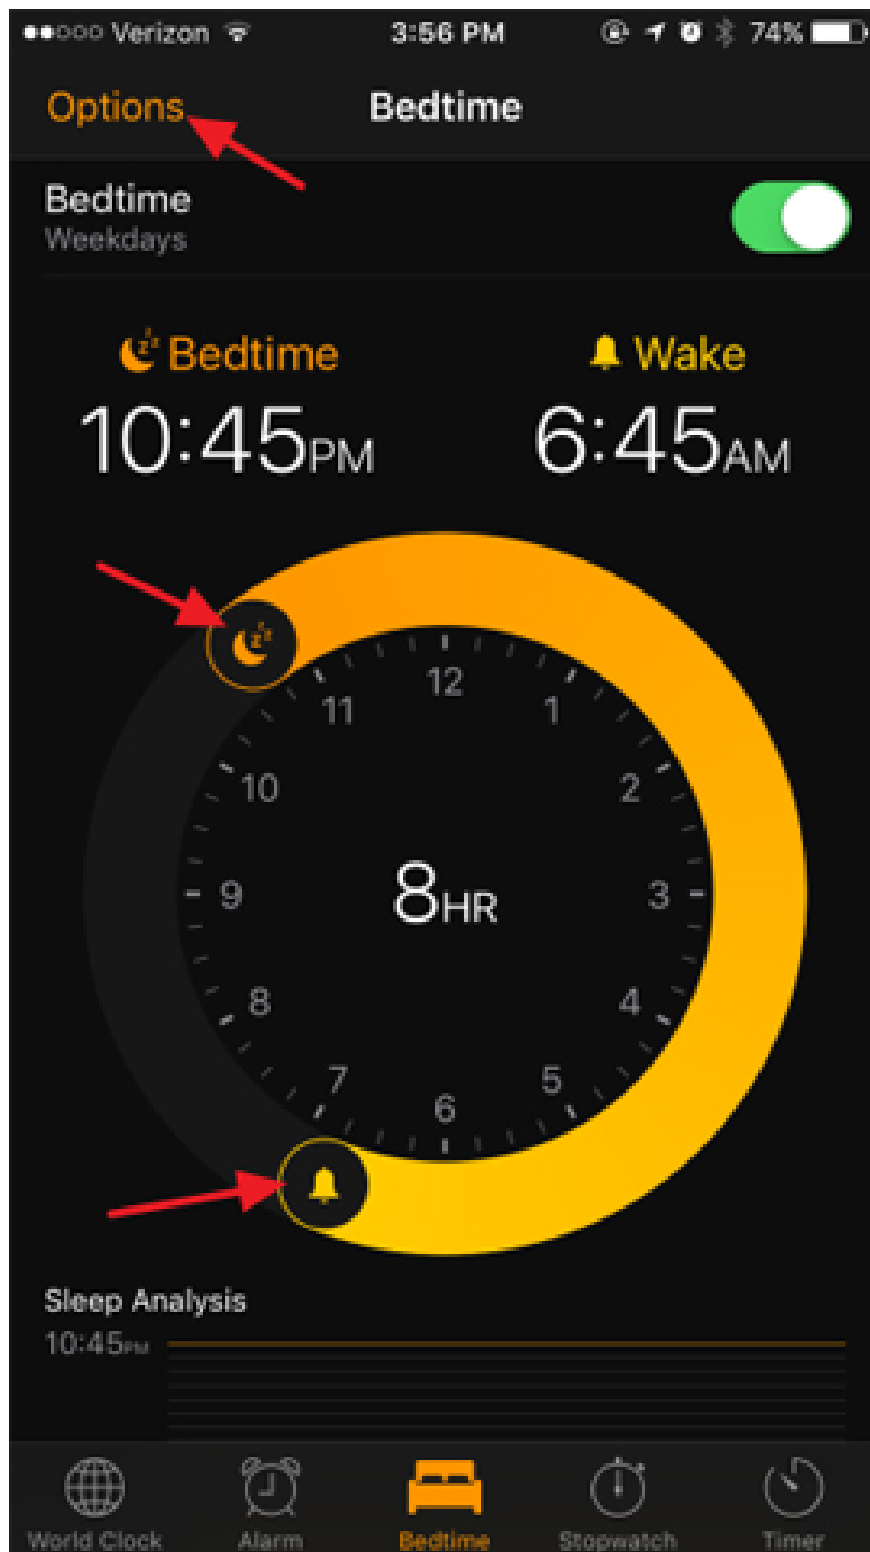 Verizon 3:56 PM 74%
Options Bedtime
Bedtime
Weekdays
Bedtime Wake
10:45PM 6:45AM
12
11 1
10 2
9 8HR 3
8 4
7 5
6
Sleep Analysis
10:45PM
World Clock Alarm Bedtime Stopwatch Timer